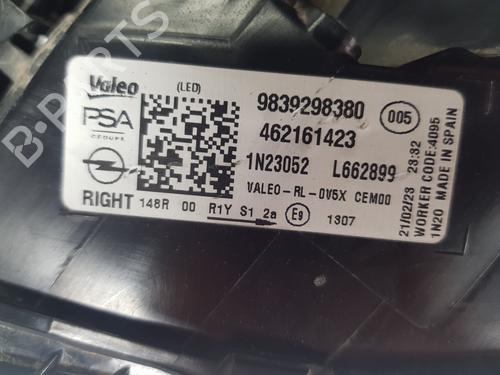 Valeo
(LED)
PSA
GROUPE
9839298380
005
462161423
1N23052 L662899
VALEO-RL-OV5X CEM00
RIGHT 148R 00 R1Y S1 2a E9 1307
21/02/23 23:32
WORKER CODE:4095
1N20 MADE IN SPAIN
B-PARTS